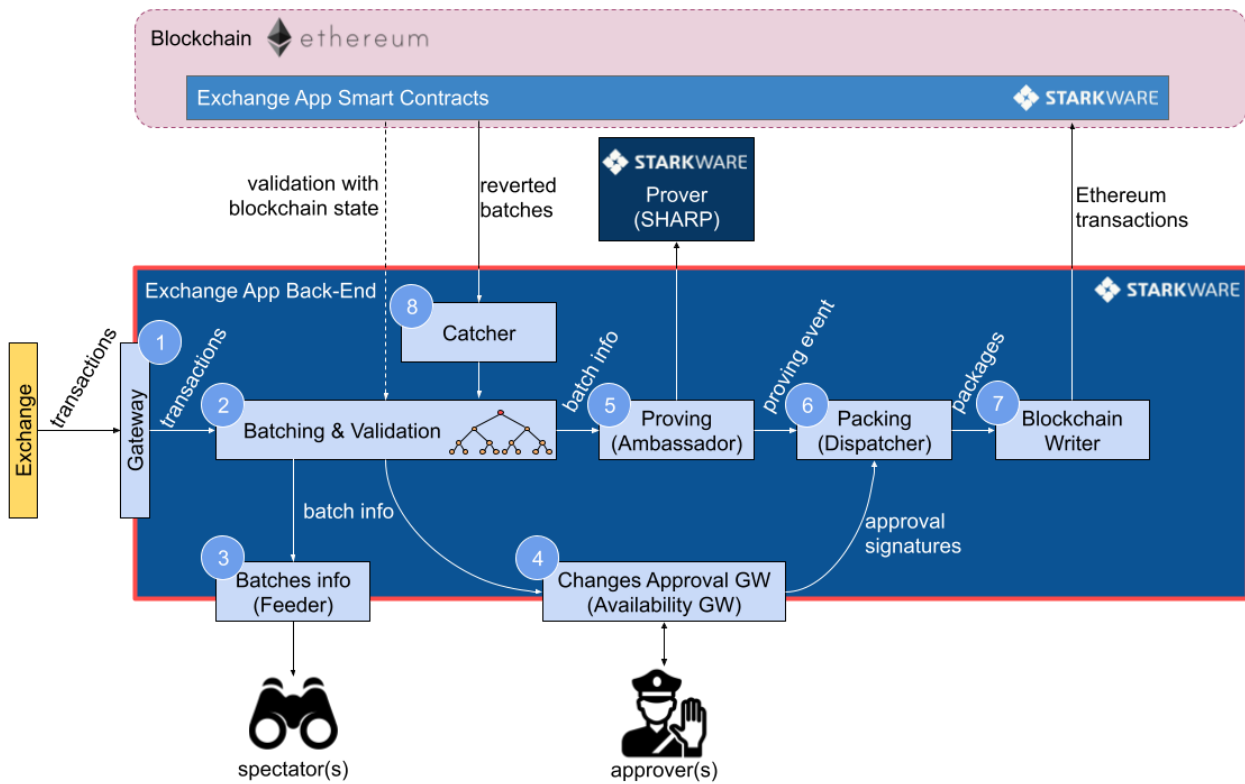 Blockchain
ethereum
Exchange App Smart Contracts
STARKWARE
validation with
blockchain state
reverted
batches
STARKWARE
Prover
(SHARP)
Ethereum
transactions
Exchange App Back-End
STARKWARE
Exchange
transactions
1
Gateway
transactions
8
Catcher
2
Batching & Validation
batch info
5
Proving
(Ambassador)
proving event
6
Packing
(Dispatcher)
packages
7
Blockchain
Writer
batch info
approval
signatures
3
Batches info
(Feeder)
4
Changes Approval GW
(Availability GW)
spectator(s)
approver(s)